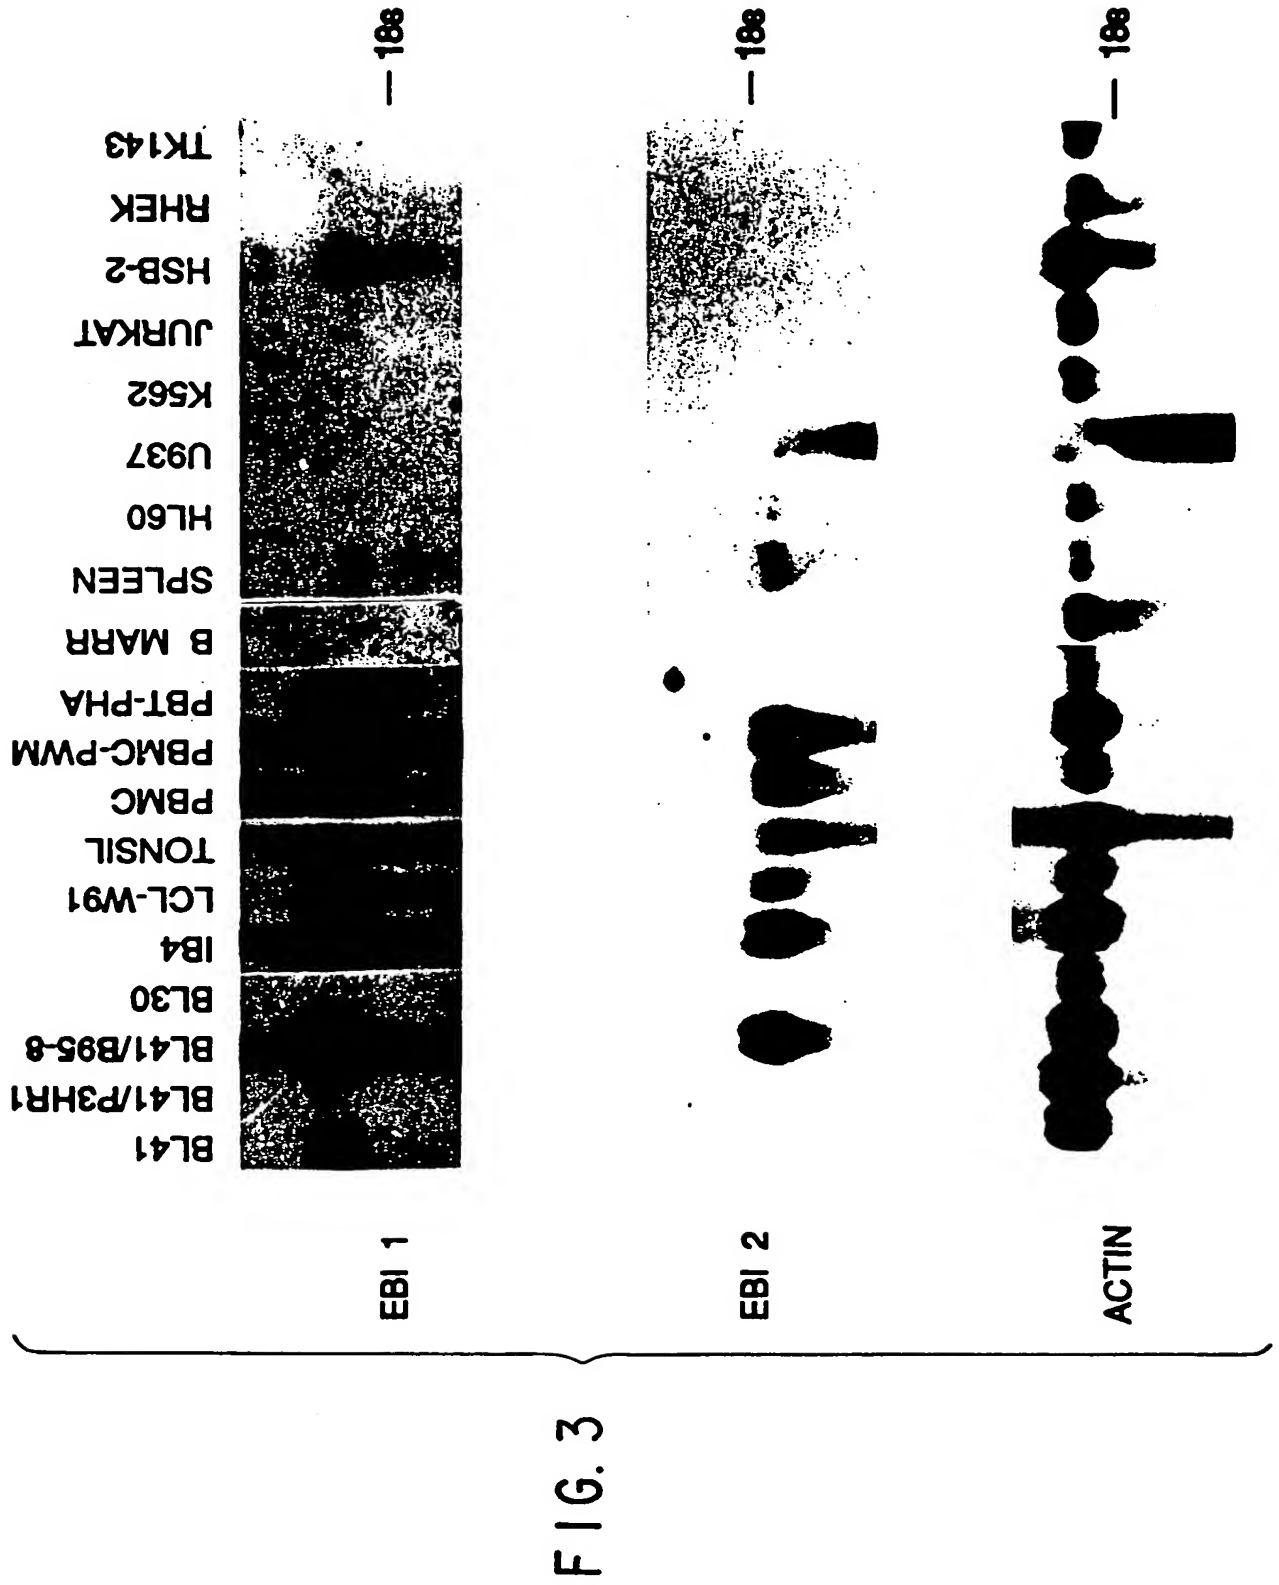 BL41
BL41/P3HR1
BL41/B95-8
BL30
IB4
LCL-W91
TONSIL
PBMC
PBMC-PWM
PBT-PHA
B MARR
SPLEEN
HL60
U937
K562
JURKAT
HSB-2
RHEK
TK143
EBI 1
—18s
EBI 2
—18s
ACTIN
—18s
FIG. 3